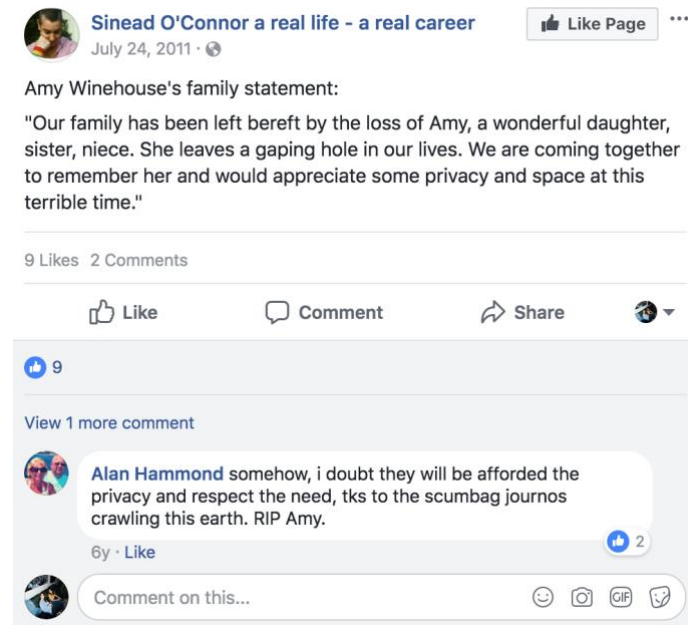 Sinead O'Connor a real life - a real career
Like Page
July 24, 2011
Amy Winehouse's family statement:
"Our family has been left bereft by the loss of Amy, a wonderful daughter,
sister, niece. She leaves a gaping hole in our lives. We are coming together
to remember her and would appreciate some privacy and space at this
terrible time."
9 Likes 2 Comments
Like Comment Share
9
View 1 more comment
Alan Hammond somehow, i doubt they will be afforded the
privacy and respect the need, tks to the scumbag journos
crawling this earth. RIP Amy.
2
6y · Like
Comment on this...
GIF